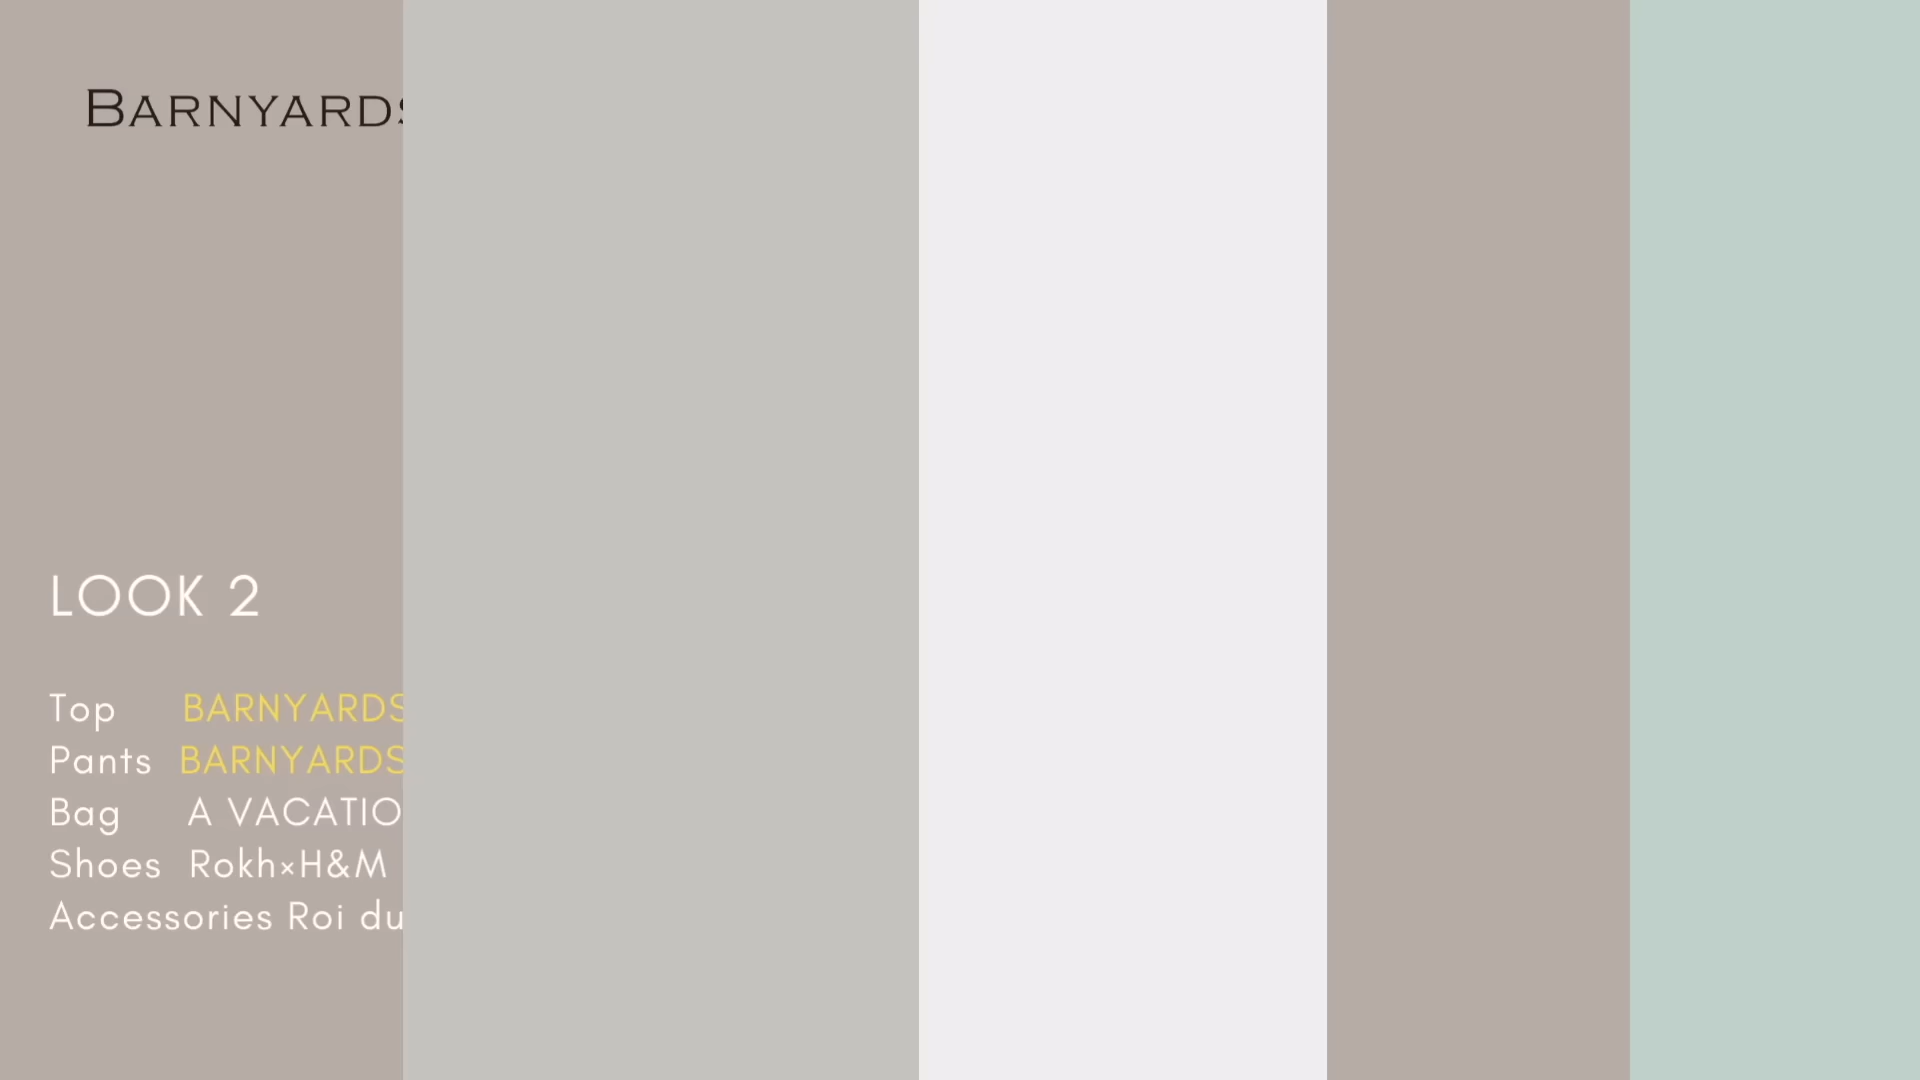 BARNYARDS
LOOK 2
Top BARNYARDS
Pants BARNYARDS
Bag A VACATIO
Shoes Rokh×H&M
Accessories Roi du